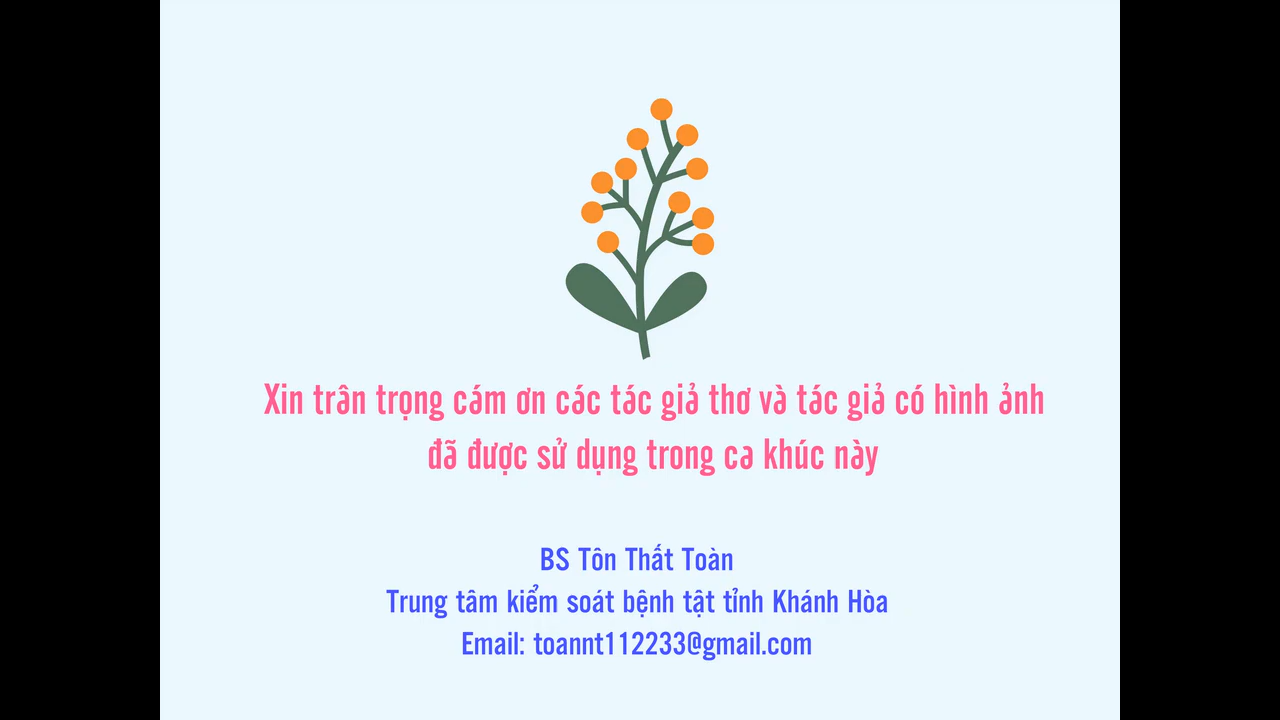 Xin trân trọng cám ơn các tác giả thơ và tác giả có hình ảnh
đã được sử dụng trong ca khúc này
BS Tôn Thất Toàn
Trung tâm kiểm soát bệnh tật tỉnh Khánh Hòa
Email: toannt112233@gmail.com